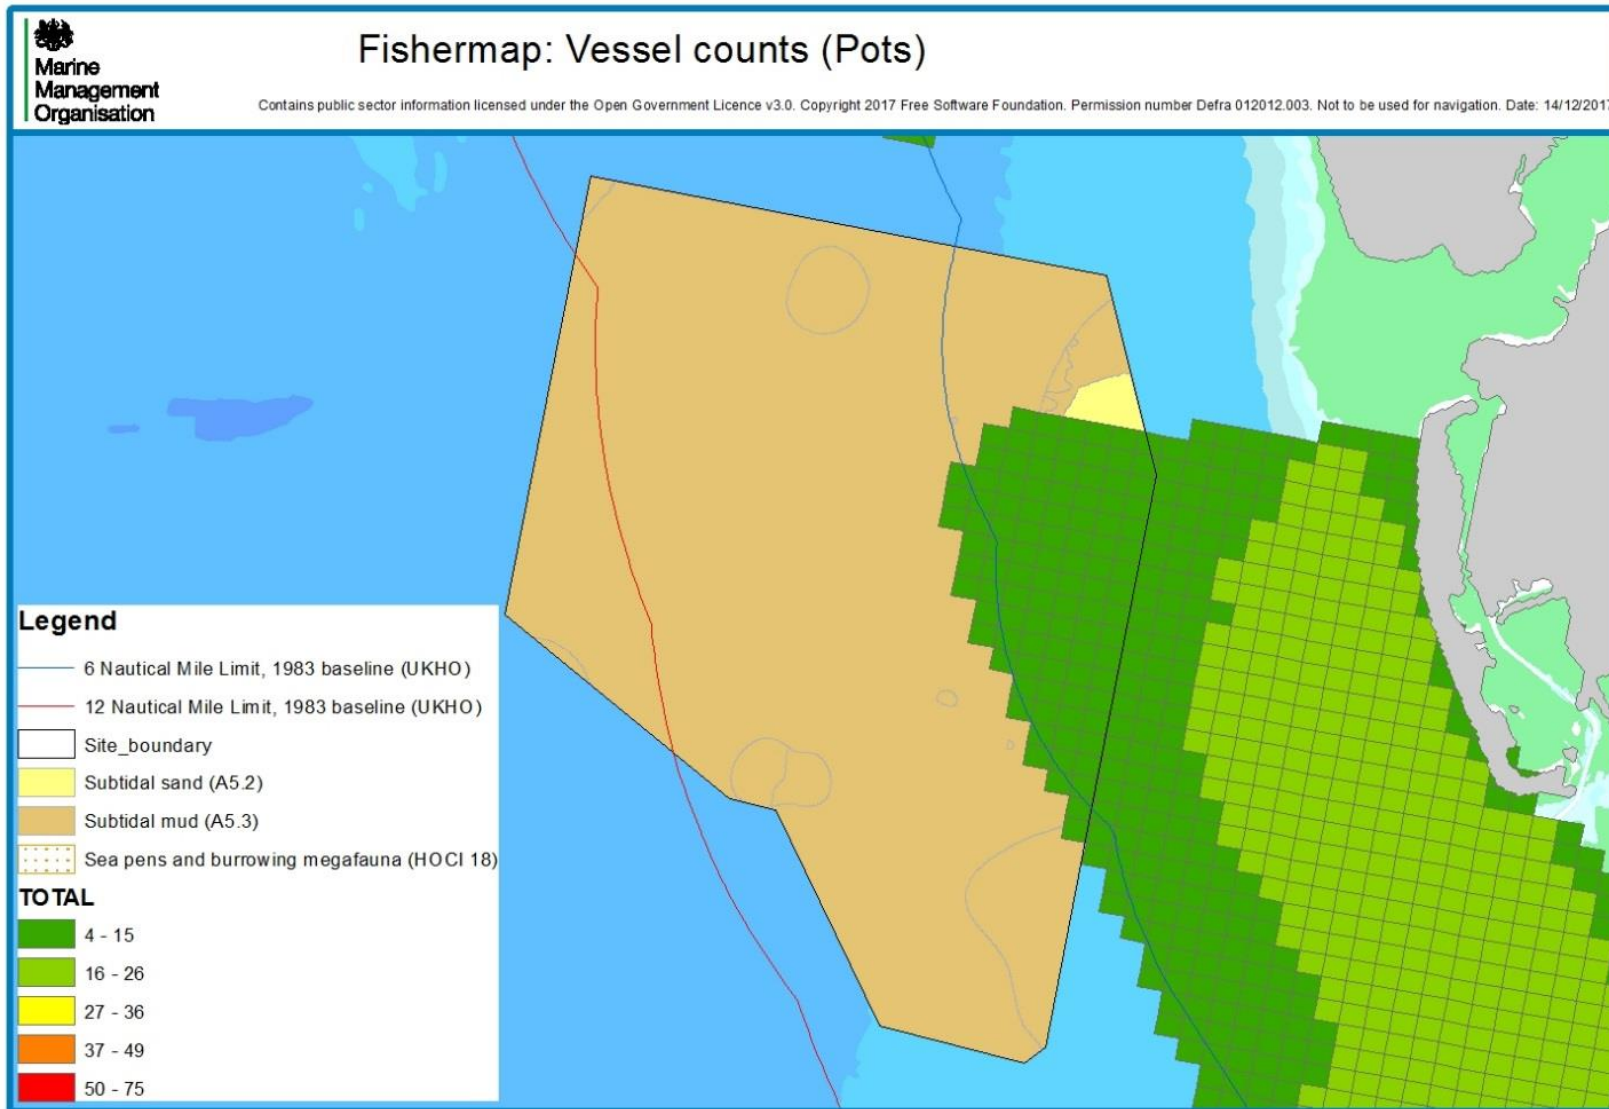 Marine
Management
Organisation
Fishermap: Vessel counts (Pots)
Contains public sector information licensed under the Open Government Licence v3.0. Copyright 2017 Free Software Foundation. Permission number Defra 012012.003. Not to be used for navigation. Date: 14/12/2017
Legend
6 Nautical Mile Limit, 1983 baseline (UKHO)
12 Nautical Mile Limit, 1983 baseline (UKHO)
Site_boundary
Subtidal sand (A5.2)
Subtidal mud (A5.3)
Sea pens and burrowing megafauna (HOCI 18)
TOTAL
4 - 15
16 - 26
27 - 36
37 - 49
50 - 75